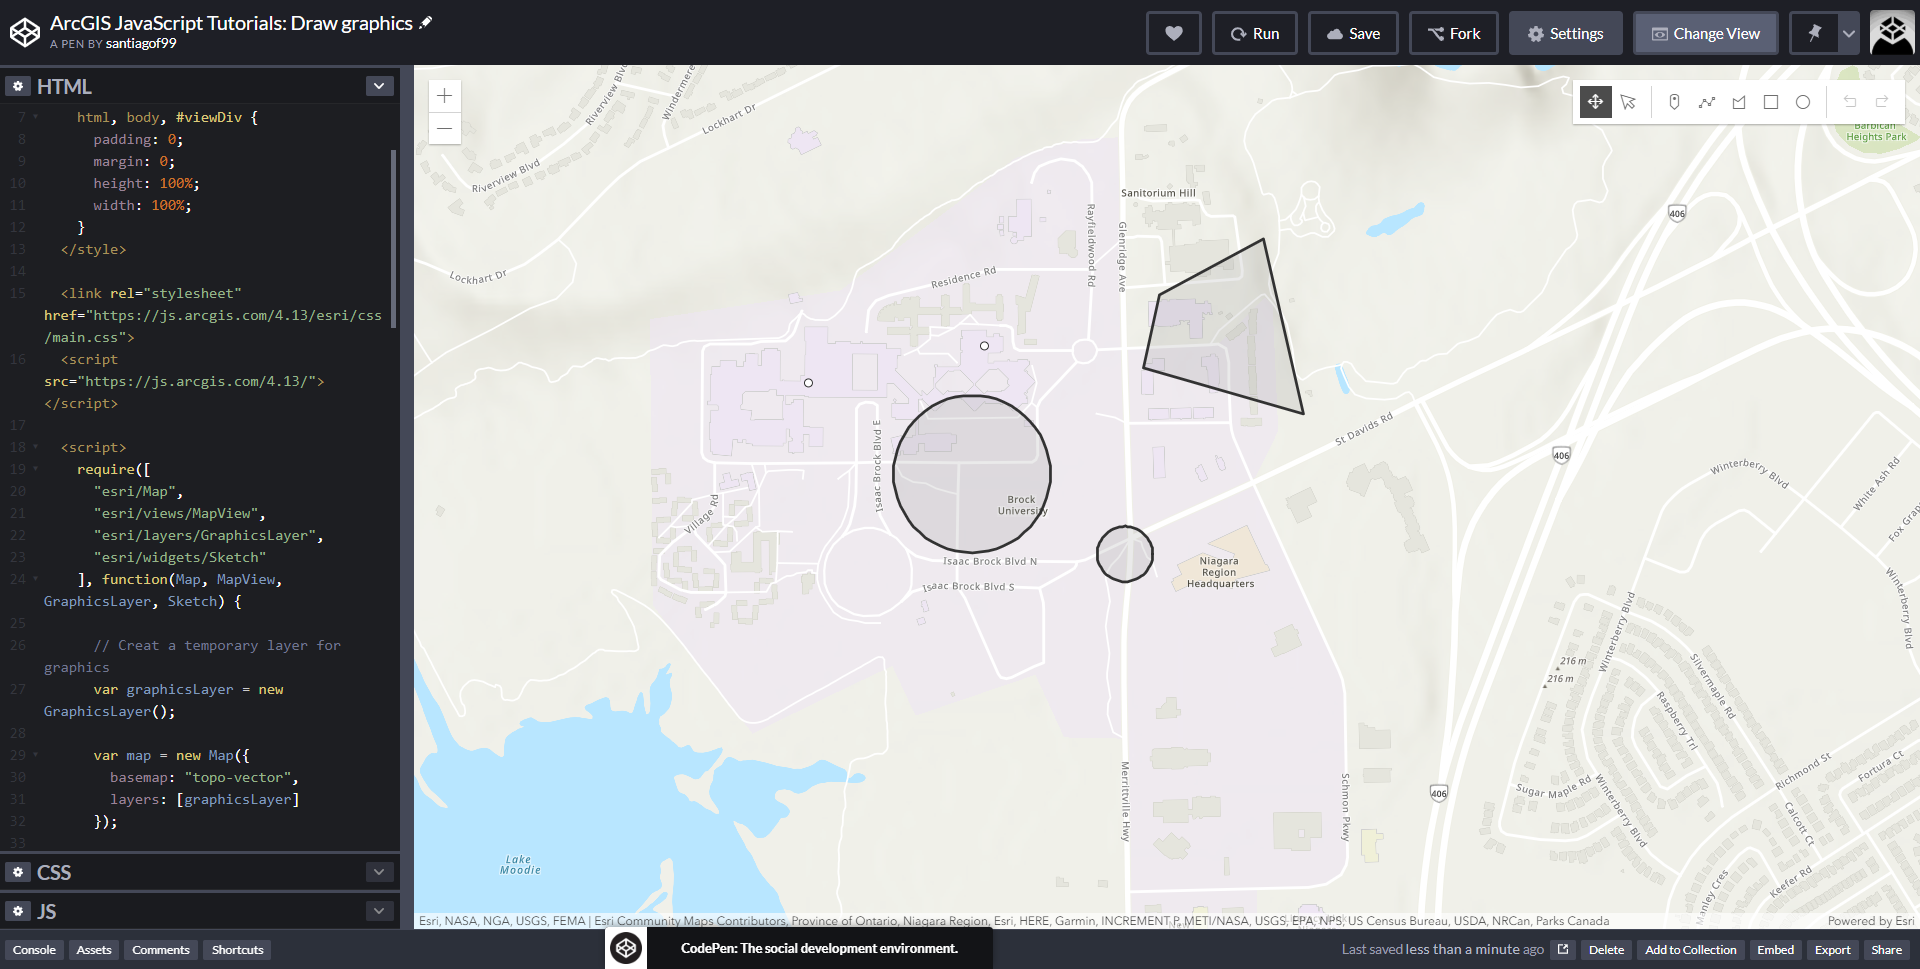 ArcGIS JavaScript Tutorials: Draw graphics
A PEN BY santiagof99
Run
Save
Fork
Settings
Change View
HTML
7 html, body, #viewDiv {
8 padding: 0;
9 margin: 0;
10 height: 100%;
11 width: 100%;
12 }
13 </style>
14
15 <link rel="stylesheet"
href="https://js.arcgis.com/4.13/esri/css
/main.css">
16 <script
src="https://js.arcgis.com/4.13/">
</script>
17
18 <script>
19 require([
20 "esri/Map",
21 "esri/views/MapView",
22 "esri/layers/GraphicsLayer",
23 "esri/widgets/Sketch"
24 ], function(Map, MapView,
GraphicsLayer, Sketch) {
25
26 // Creat a temporary layer for
graphics
27 var graphicsLayer = new
GraphicsLayer();
28
29 var map = new Map({
30 basemap: "topo-vector",
31 layers: [graphicsLayer]
32 });
33
CSS
JS
Riverview Blvd
Windermere
Lockhart Dr
Riverview Blvd
Lockhart Dr
Barbican
Heights Park
Sanitorium Hill
406
Rayfieldwood Rd
Glenridge Ave
Residence Rd
St Davids Rd
406
Isaac Brock Blvd E
Winterberry Blvd
White Ash Rd
Fox Gra
Village Rd
Brock
University
Isaac Brock Blvd N
Isaac Brock Blvd S
Niagara
Region
Headquarters
Winterberry Blvd
Winterberry Blvd
216 m
216 m
Silvermaple Rd
Raspberry Trl
Merrittville Hwy
Schmon Pkwy
406
Sugar Maple Rd
Winterberry Blvd
Richmond St
Fortura Ct
Calcott Ct
Keefer Rd
Manley Cres
Lake
Moodie
Esri, NASA, NGA, USGS, FEMA | Esri Community Maps Contributors, Province of Ontario, Niagara Region, Esri, HERE, Garmin, INCREMENT P, METI/NASA, USGS, EPA, NPS, US Census Bureau, USDA, NRCan, Parks Canada
Powered by Esri
Console
Assets
Comments
Shortcuts
CodePen: The social development environment.
Last saved less than a minute ago
Delete
Add to Collection
Embed
Export
Share